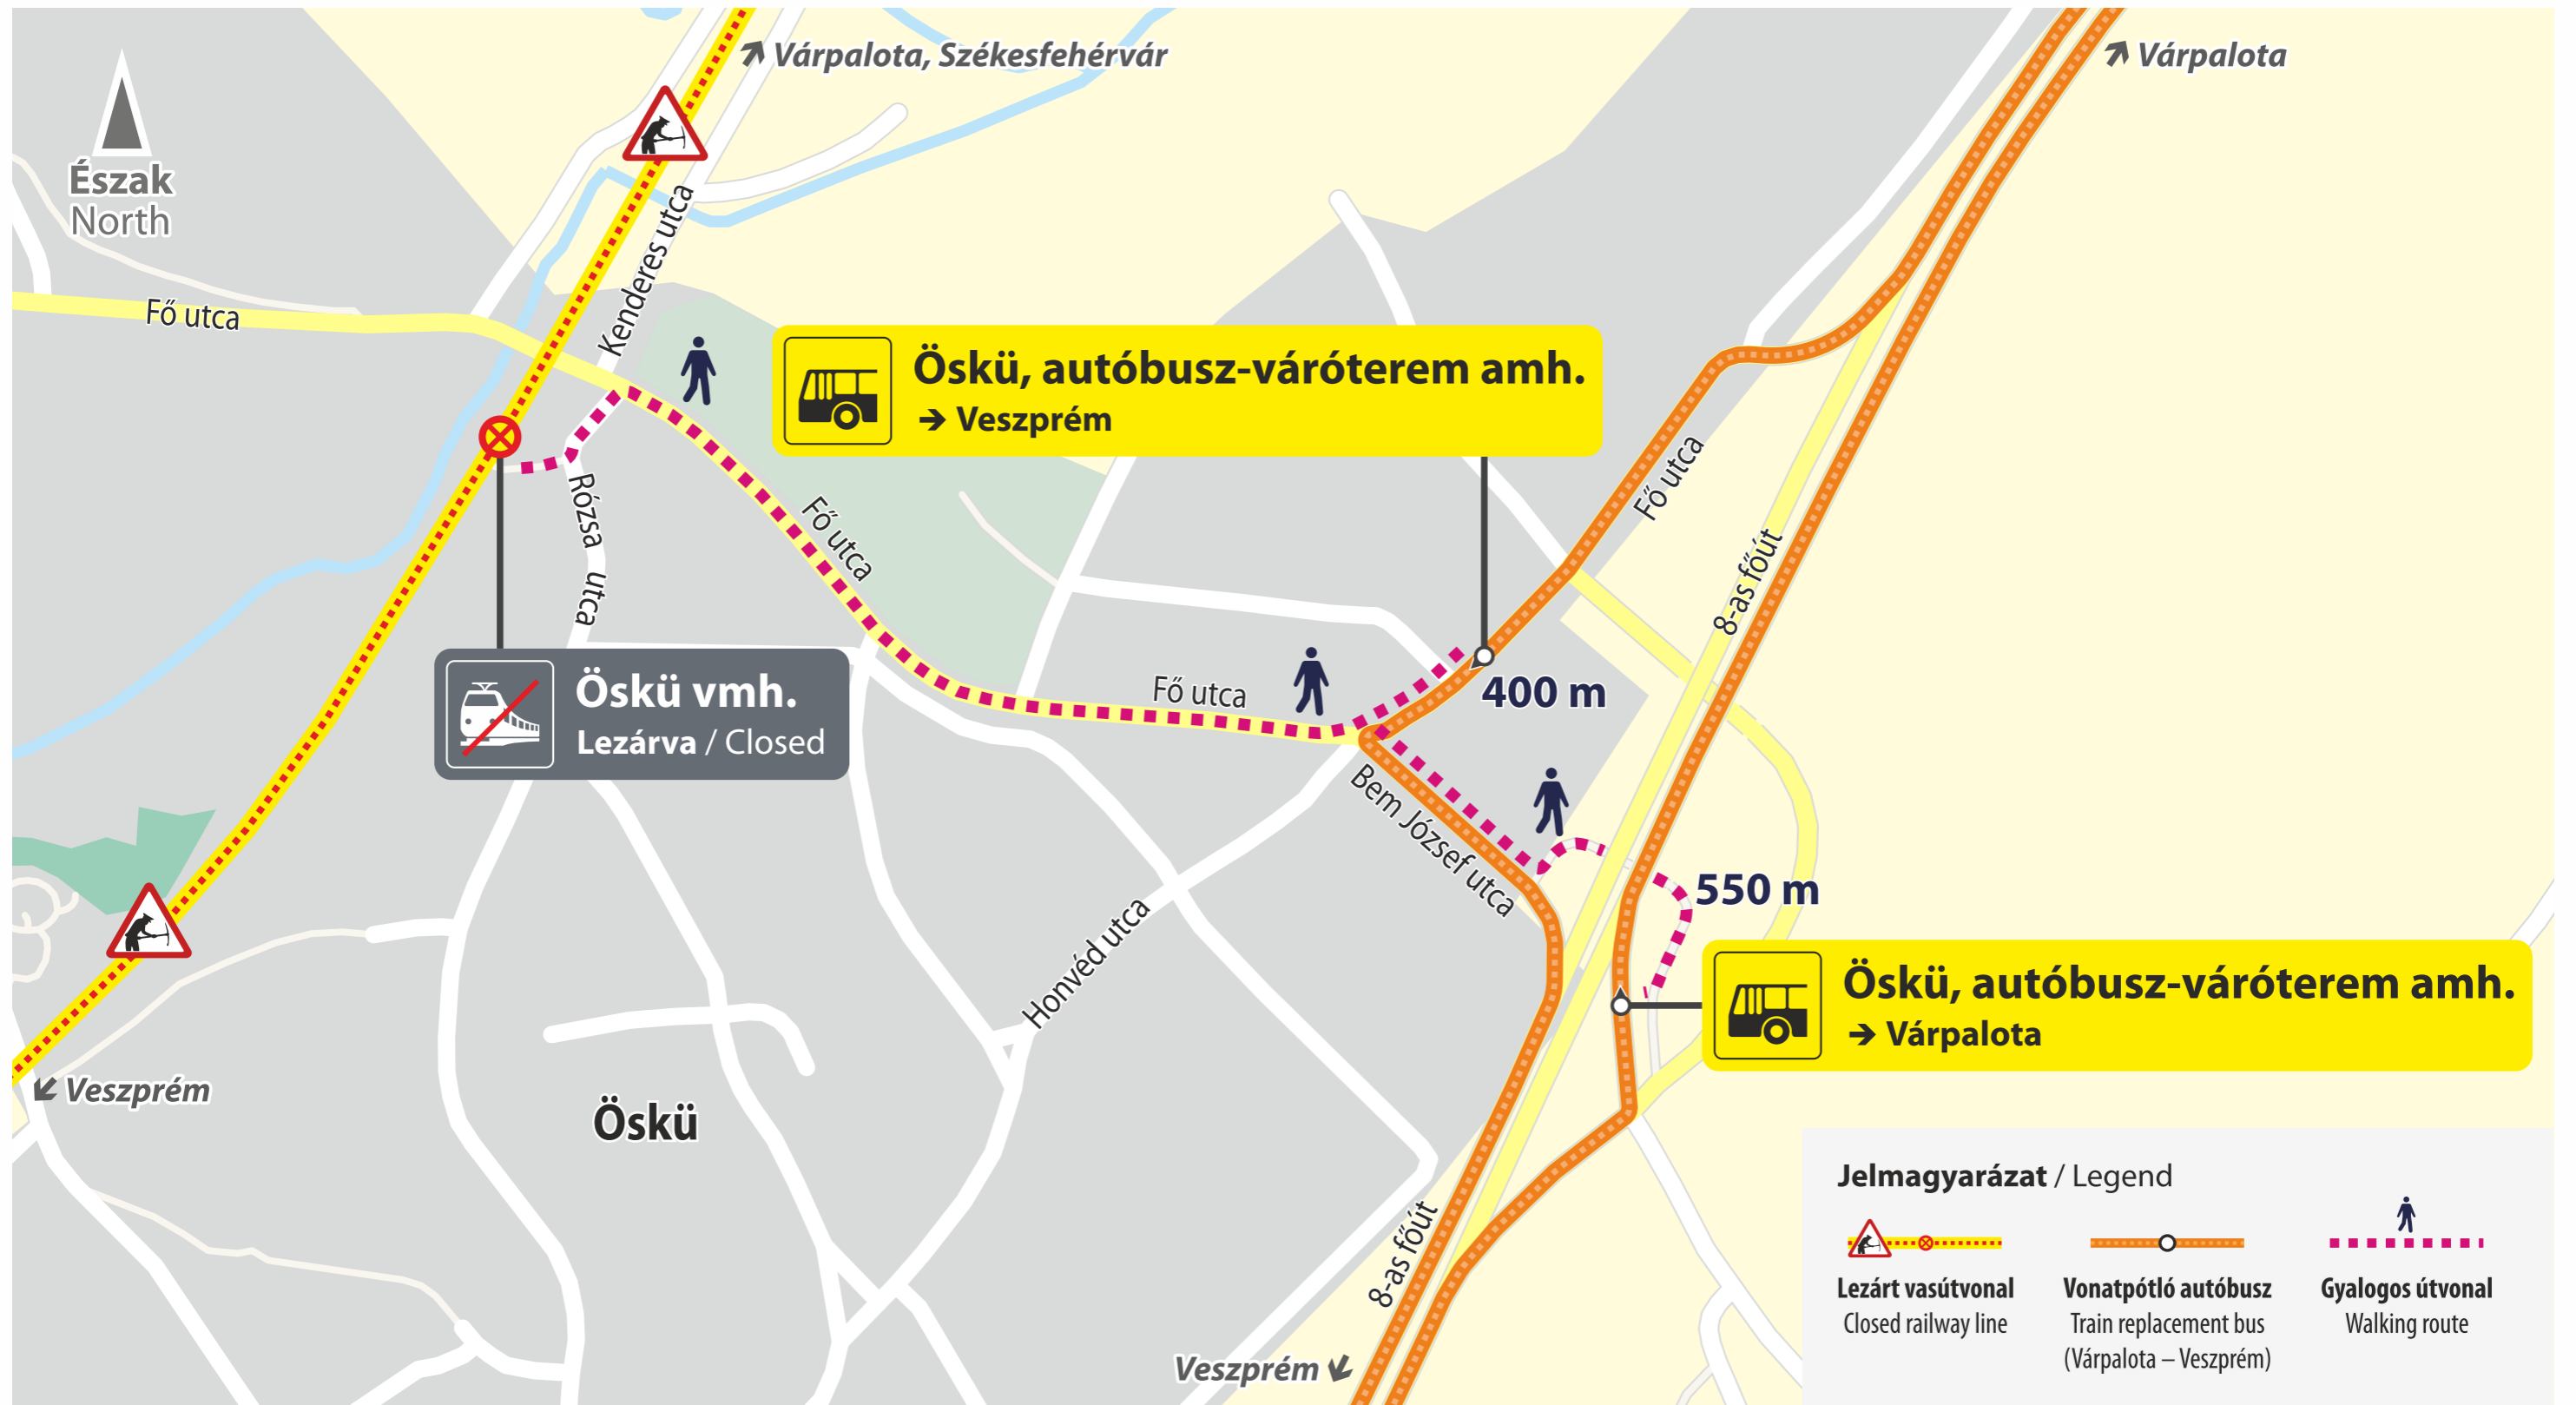 Várpalota, Székesfehérvár
Várpalota
Észak
North
Kenderes utca
Fő utca
Öskü, autóbusz-váróterem amh.
➔ Veszprém
Fő utca
Rózsa utca
Fő utca
8-as főút
Öskü vmh.
Lezárva / Closed
Fő utca
400 m
Bem József utca
550 m
Honvéd utca
Öskü, autóbusz-váróterem amh.
➔ Várpalota
Veszprém
Öskü
8-as főút
Veszprém
Jelmagyarázat / Legend
Lezárt vasútvonal
Closed railway line
Vonatpótló autóbusz
Train replacement bus
(Várpalota – Veszprém)
Gyalogos útvonal
Walking route